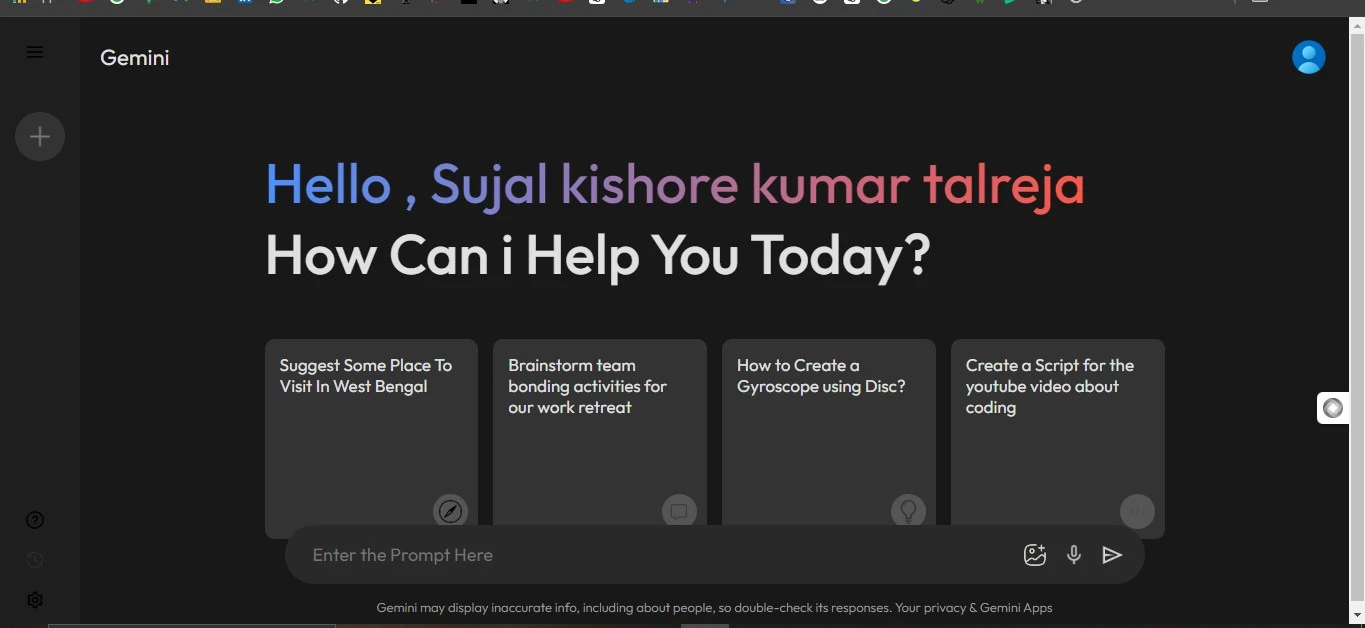 Gemini
Hello , Sujal kishore kumar talreja
How Can i Help You Today?
Suggest Some Place To
Visit In West Bengal
Brainstorm team
bonding activities for
our work retreat
How to Create a
Gyroscope using Disc?
Create a Script for the
youtube video about
coding
Enter the Prompt Here
Gemini may display inaccurate info, including about people, so double-check its responses. Your privacy & Gemini Apps